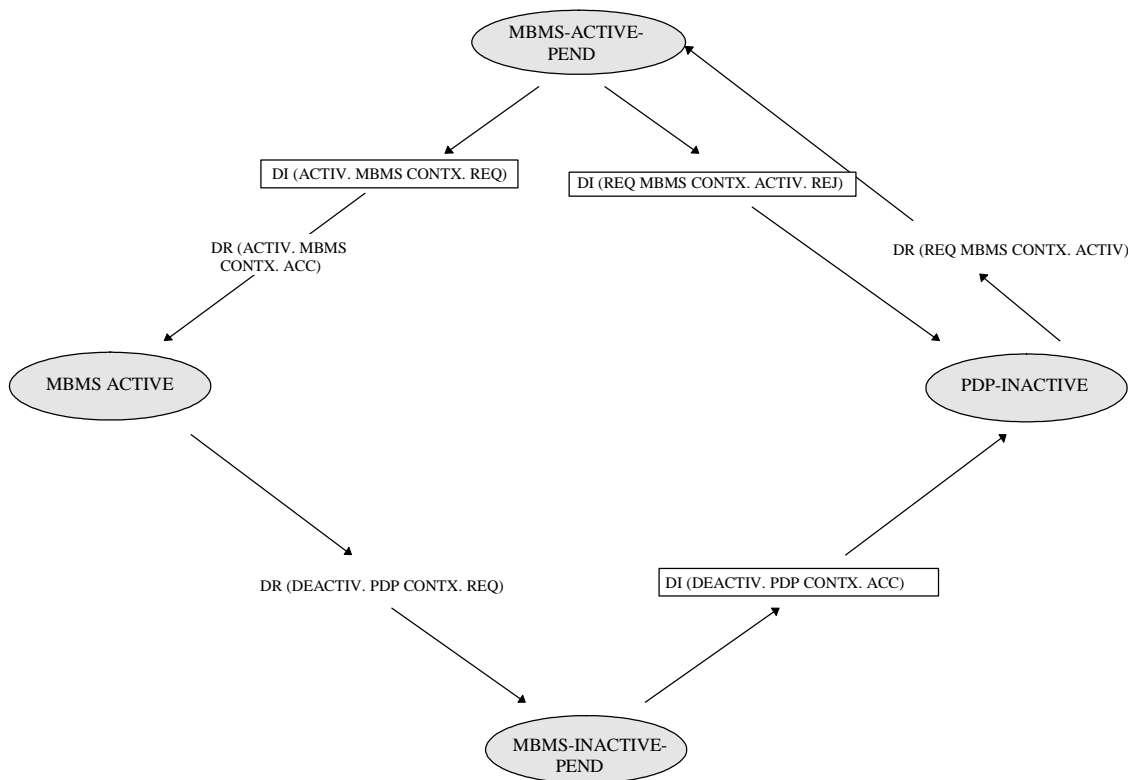 MBMS-ACTIVE-
PEND
DI (ACTIV. MBMS CONTX. REQ)
DI (REQ MBMS CONTX. ACTIV. REJ)
DR (ACTIV. MBMS
CONTX. ACC)
DR (REQ MBMS CONTX. ACTIV)
MBMS ACTIVE
PDP-INACTIVE
DR (DEACTIV. PDP CONTX. REQ)
DI (DEACTIV. PDP CONTX. ACC)
MBMS-INACTIVE-
PEND